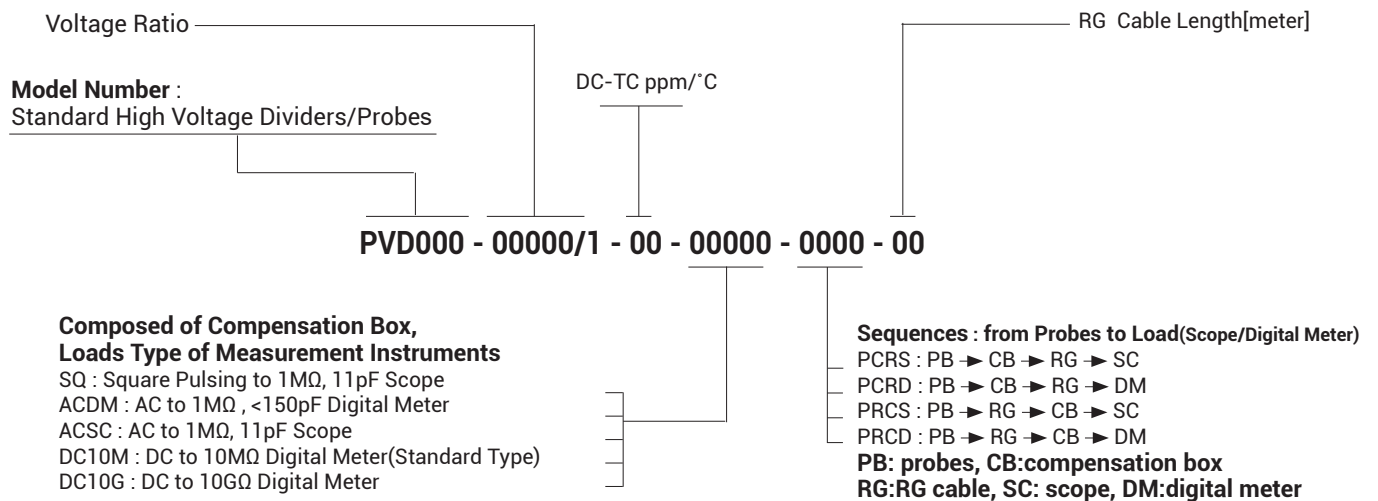 Voltage Ratio
RG Cable Length[meter]
DC-TC ppm/˚C
Model Number :
Standard High Voltage Dividers/Probes
PVD000 - 00000/1 - 00 - 00000 - 0000 - 00
Composed of Compensation Box,
Loads Type of Measurement Instruments
SQ : Square Pulsing to 1MΩ, 11pF Scope
ACDM : AC to 1MΩ , <150pF Digital Meter
ACSC : AC to 1MΩ, 11pF Scope
DC10M : DC to 10MΩ Digital Meter(Standard Type)
DC10G : DC to 10GΩ Digital Meter
Sequences : from Probes to Load(Scope/Digital Meter)
PCRS : PB ➤ CB ➤ RG ➤ SC
PCRD : PB ➤ CB ➤ RG ➤ DM
PRCS : PB ➤ RG ➤ CB ➤ SC
PRCD : PB ➤ RG ➤ CB ➤ DM
PB: probes, CB:compensation box
RG:RG cable, SC: scope, DM:digital meter